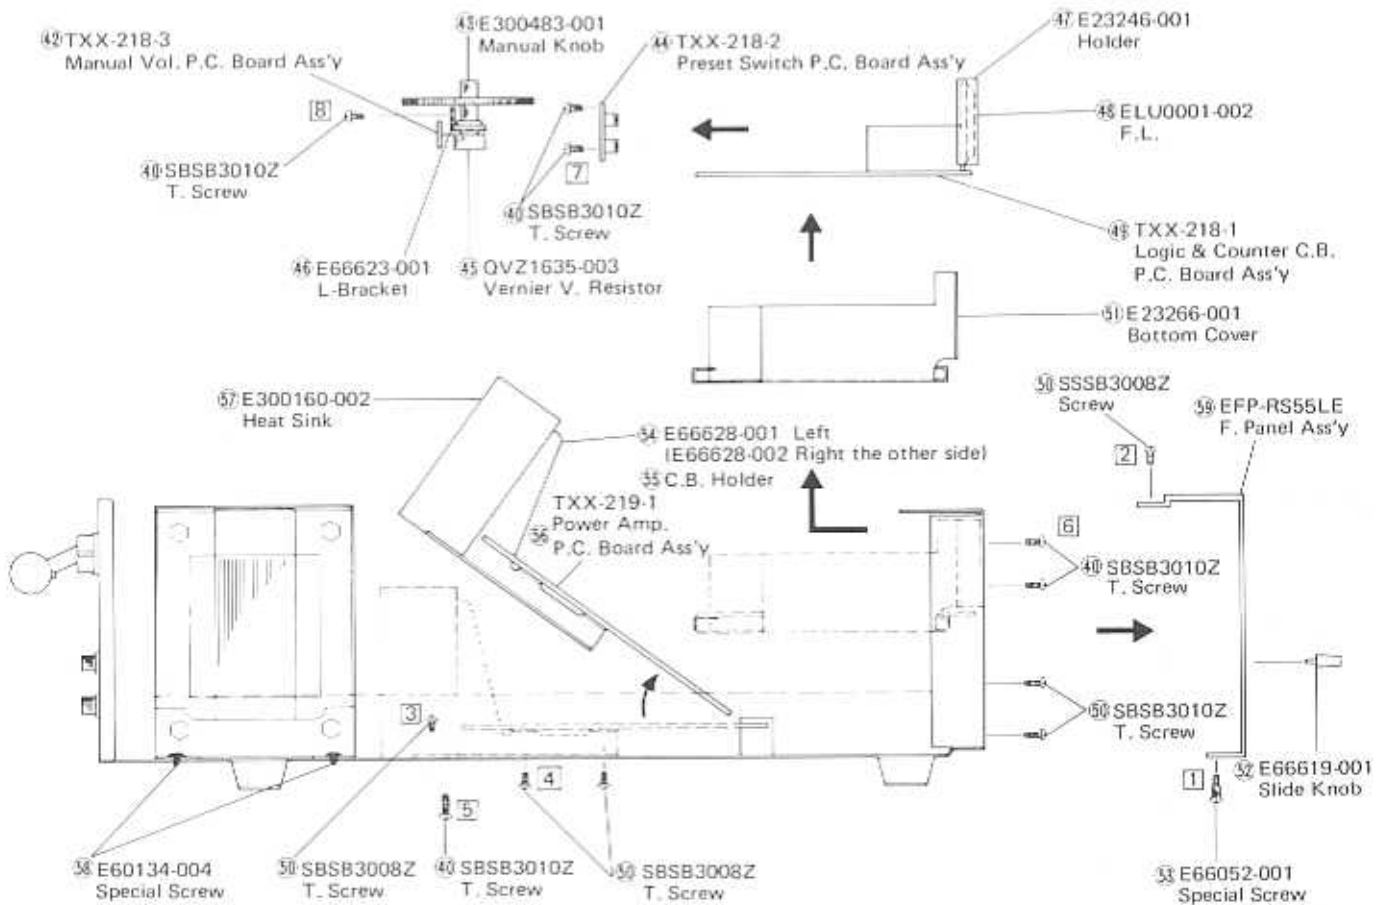 ㊷ TXX-218-3
Manual Vol. P.C. Board Ass'y
㊸ E300483-001
Manual Knob
㊹ TXX-218-2
Preset Switch P.C. Board Ass'y
㊼ E23246-001
Holder
8
㊽ ELU0001-002
F.L.
㊵ SBSB3010Z
T. Screw
7
㊵ SBSB3010Z
T. Screw
㊾ TXX-218-1
Logic & Counter C.B.
P.C. Board Ass'y
㊻ E66623-001
L-Bracket
㊺ QVZ1635-003
Vernier V. Resistor
51 E23266-001
Bottom Cover
㊿ SSSB3008Z
Screw
59 EFP-RS55LE
F. Panel Ass'y
57 E300160-002
Heat Sink
54 E66628-001 Left
(E66628-002 Right the other side)
55 C.B. Holder
2
TXX-219-1
56 Power Amp.
P.C. Board Ass'y
6
㊵ SBSB3010Z
T. Screw
3
㊿ SBSB3010Z
T. Screw
4
5
1
52 E66619-001
Slide Knob
58 E60134-004
Special Screw
㊿ SBSB3008Z
T. Screw
㊵ SBSB3010Z
T. Screw
㊿ SBSB3008Z
T. Screw
53 E66052-001
Special Screw